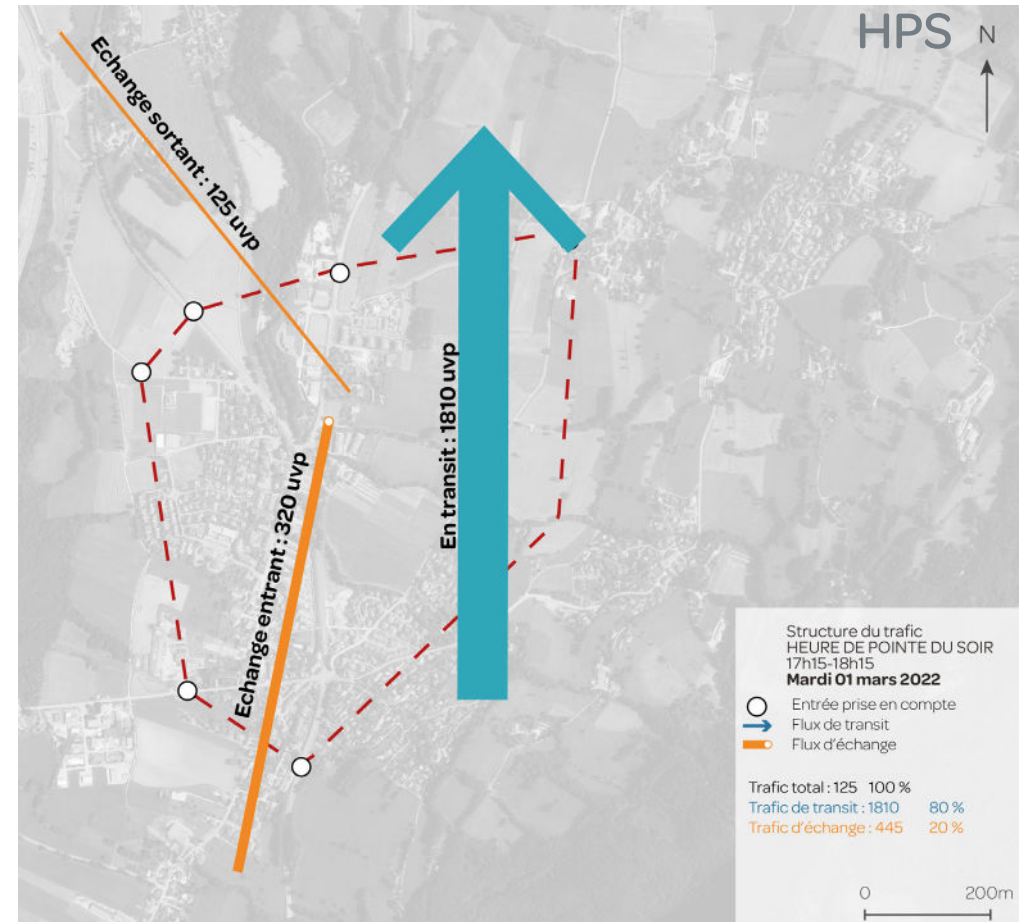 HPS
N
Echange sortant : 125 uvp
En transit : 1810 uvp
Echange entrant : 320 uvp
Structure du trafic
HEURE DE POINTE DU SOIR
17h15-18h15
Mardi 01 mars 2022
Entrée prise en compte
Flux de transit
Flux d'échange
Trafic total : 125 100 %
Trafic de transit : 1810 80 %
Trafic d'échange : 445 20 %
0 200m